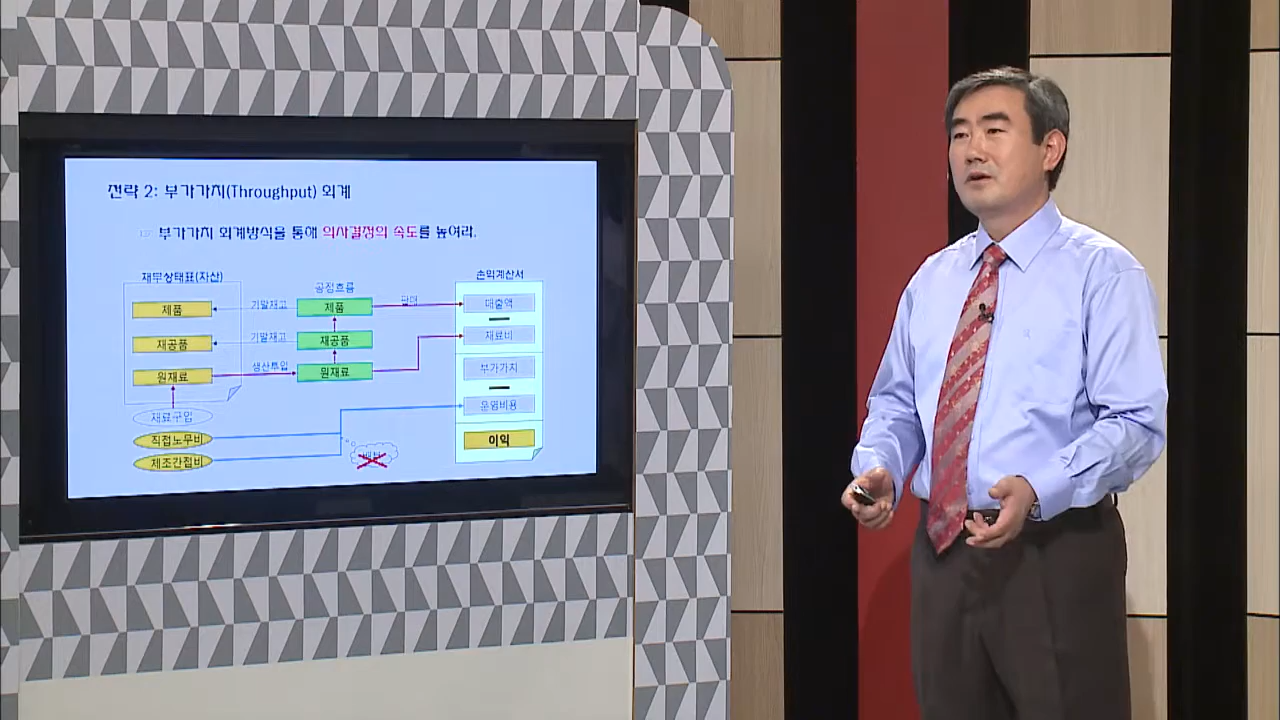 전략 2: 부가가치(Throughput) 회계
☞ 부가가치 회계방식을 통해 의사결정의 속도를 높여라.
재무상태표(자산)
공정흐름
손익계산서
제품
기말재고
제품
판매
매출액
재공품
기말재고
재공품
재료비
원재료
생산투입
원재료
부가가치
재료구입
운영비용
직접노무비
이익
제조간접비
배부